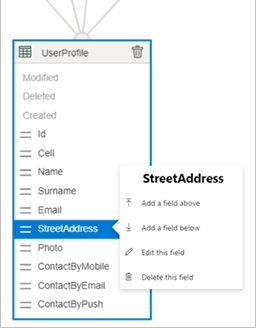 UserProfile
Modified
Deleted
Created
Id
Cell
Name
Surname
Email
StreetAddress
Photo
ContactByMobile
ContactByEmail
ContactByPush
StreetAddress
Add a field above
Add a field below
Edit this field
Delete this field